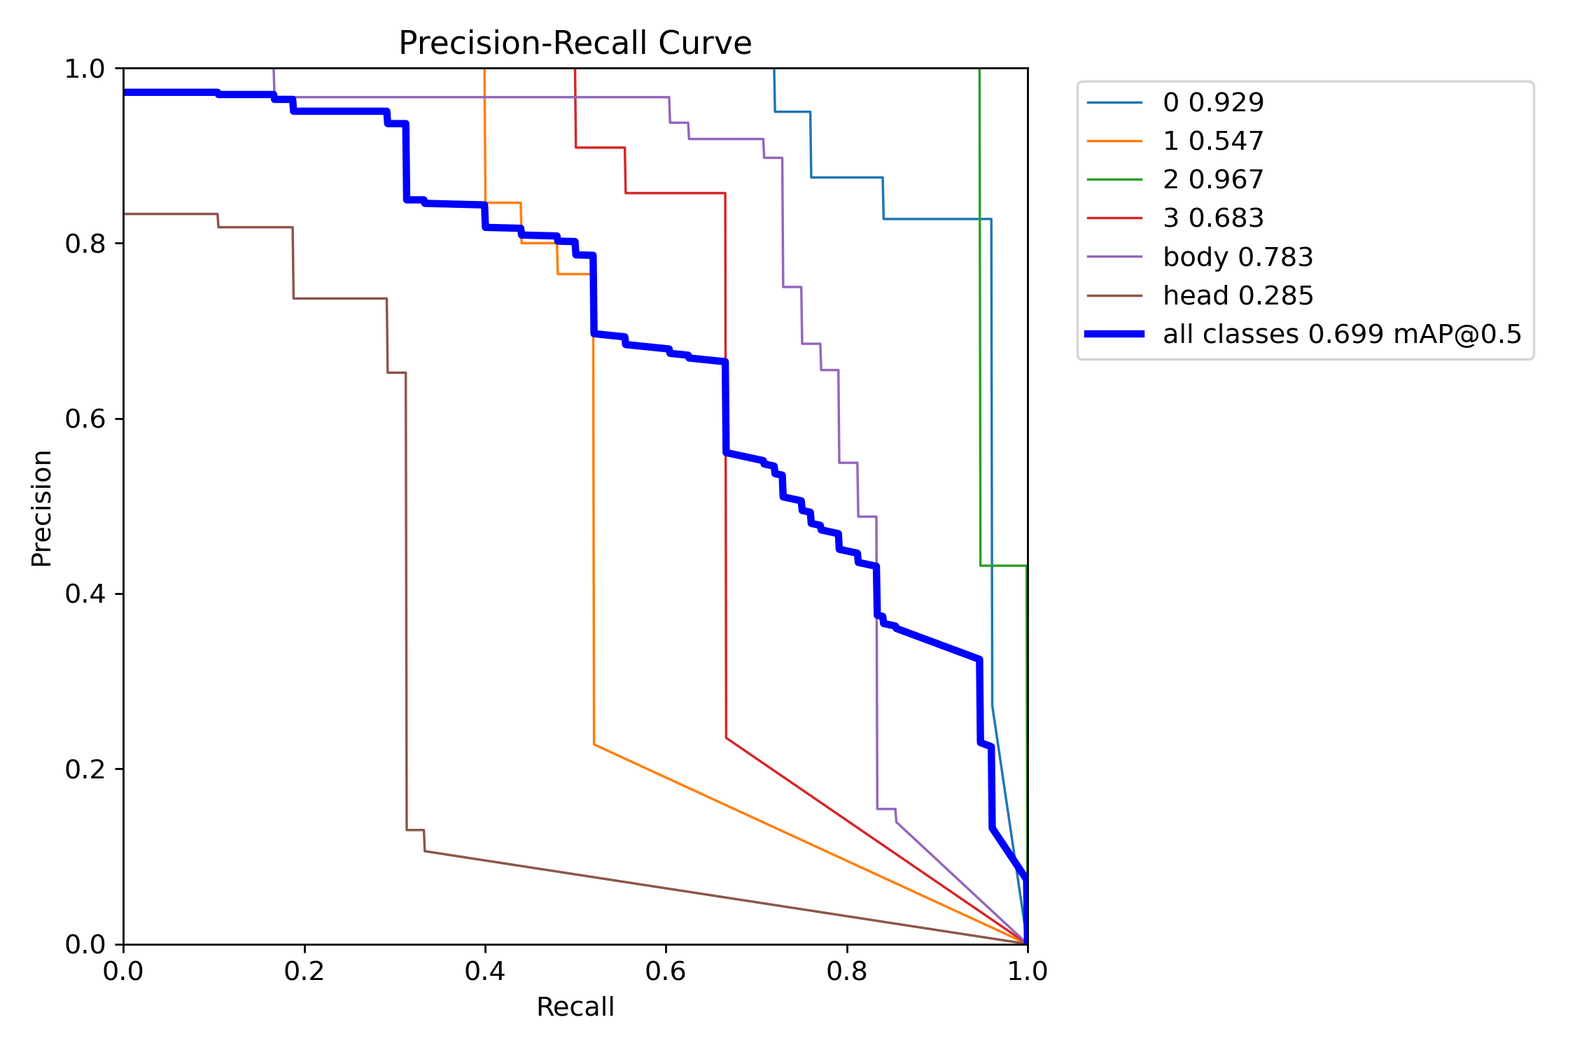 Precision-Recall Curve
1.0
0.8
0.6
0.4
0.2
0.0
Precision
0.0 0.2 0.4 0.6 0.8 1.0
Recall
0 0.929
1 0.547
2 0.967
3 0.683
body 0.783
head 0.285
all classes 0.699 mAP@0.5